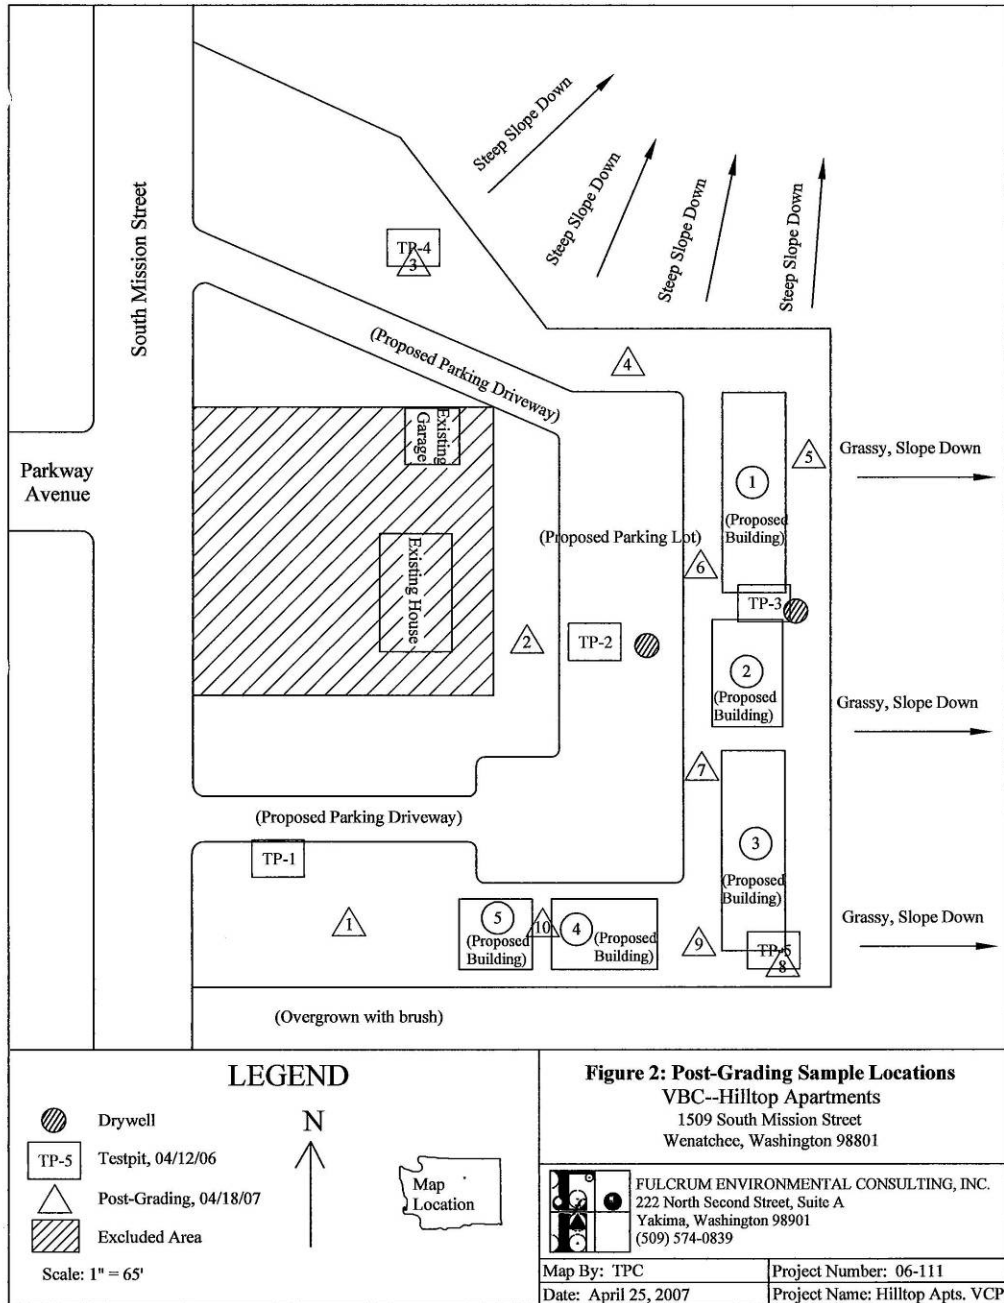 Steep Slope Down
Steep Slope Down
Steep Slope Down
Steep Slope Down
South Mission Street
TP-4
3
(Proposed Parking Driveway)
4
Existing
Garage
Parkway
Avenue
5
Grassy, Slope Down
1
(Proposed
Building)
(Proposed Parking Lot)
Existing House
6
TP-3
2
TP-2
2
(Proposed
Building)
Grassy, Slope Down
7
(Proposed Parking Driveway)
TP-1
3
(Proposed
Building)
1
5
(Proposed
Building)
10
4
(Proposed
Building)
9
TP-5
8
Grassy, Slope Down
(Overgrown with brush)
LEGEND
Drywell
TP-5 Testpit, 04/12/06
Post-Grading, 04/18/07
Excluded Area
Scale: 1" = 65'
N
Map
Location
Figure 2: Post-Grading Sample Locations
VBC--Hilltop Apartments
1509 South Mission Street
Wenatchee, Washington 98801
FULCRUM ENVIRONMENTAL CONSULTING, INC.
222 North Second Street, Suite A
Yakima, Washington 98901
(509) 574-0839
Map By: TPC
Project Number: 06-111
Date: April 25, 2007
Project Name: Hilltop Apts. VCP